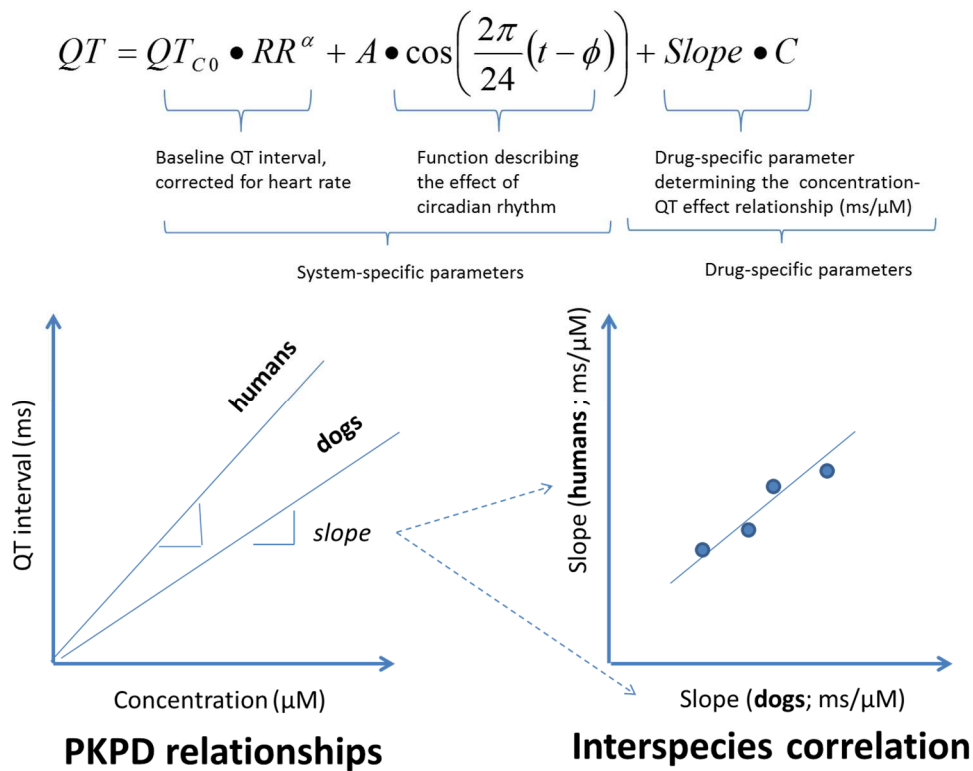 QT = QT_{C0} • RR^α + A • cos(2π/24 (t − ϕ)) + Slope • C
Baseline QT interval,
corrected for heart rate
Function describing
the effect of
circadian rhythm
Drug-specific parameter
determining the concentration-
QT effect relationship (ms/µM)
System-specific parameters
Drug-specific parameters
QT interval (ms)
humans
dogs
slope
Concentration (µM)
PKPD relationships
Slope (humans ; ms/µM)
Slope (dogs; ms/µM)
Interspecies correlation